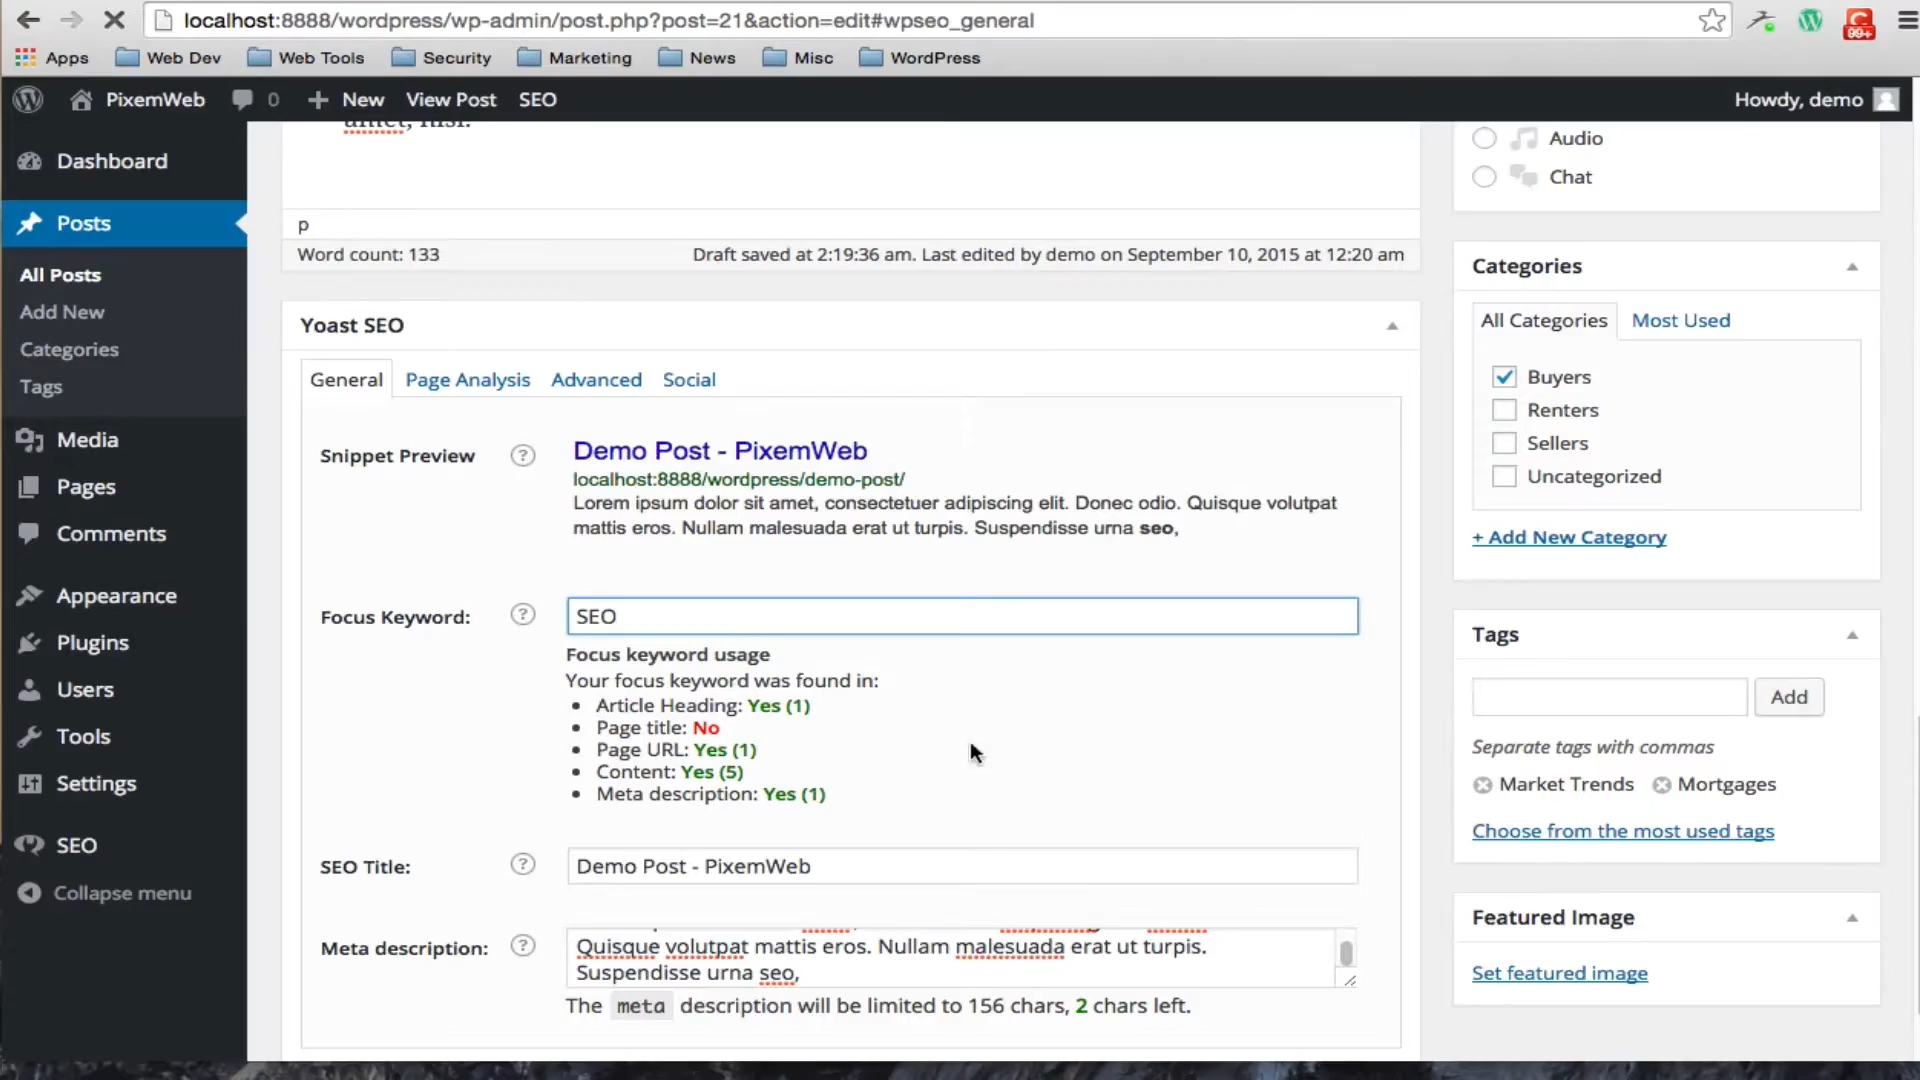 localhost:8888/wordpress/wp-admin/post.php?post=21&action=edit#wpseo_general
99+
Apps
Web Dev
Web Tools
Security
Marketing
News
Misc
WordPress
PixemWeb
0
New
View Post
SEO
Howdy, demo
Dashboard
Posts
All Posts
Add New
Categories
Tags
Media
Pages
Comments
Appearance
Plugins
Users
Tools
Settings
SEO
Collapse menu
amet, nisi.
p
Word count: 133
Draft saved at 2:19:36 am. Last edited by demo on September 10, 2015 at 12:20 am
Yoast SEO
General
Page Analysis
Advanced
Social
Snippet Preview
?
Demo Post - PixemWeb
localhost:8888/wordpress/demo-post/
Lorem ipsum dolor sit amet, consectetuer adipiscing elit. Donec odio. Quisque volutpat
mattis eros. Nullam malesuada erat ut turpis. Suspendisse urna seo,
Focus Keyword:
?
SEO
Focus keyword usage
Your focus keyword was found in:
• Article Heading: Yes (1)
• Page title: No
• Page URL: Yes (1)
• Content: Yes (5)
• Meta description: Yes (1)
SEO Title:
?
Demo Post - PixemWeb
Meta description:
?
Quisque volutpat mattis eros. Nullam malesuada erat ut turpis.
Suspendisse urna seo,
The meta description will be limited to 156 chars, 2 chars left.
Audio
Chat
Categories
All Categories
Most Used
Buyers
Renters
Sellers
Uncategorized
+ Add New Category
Tags
Add
Separate tags with commas
Market Trends
Mortgages
Choose from the most used tags
Featured Image
Set featured image